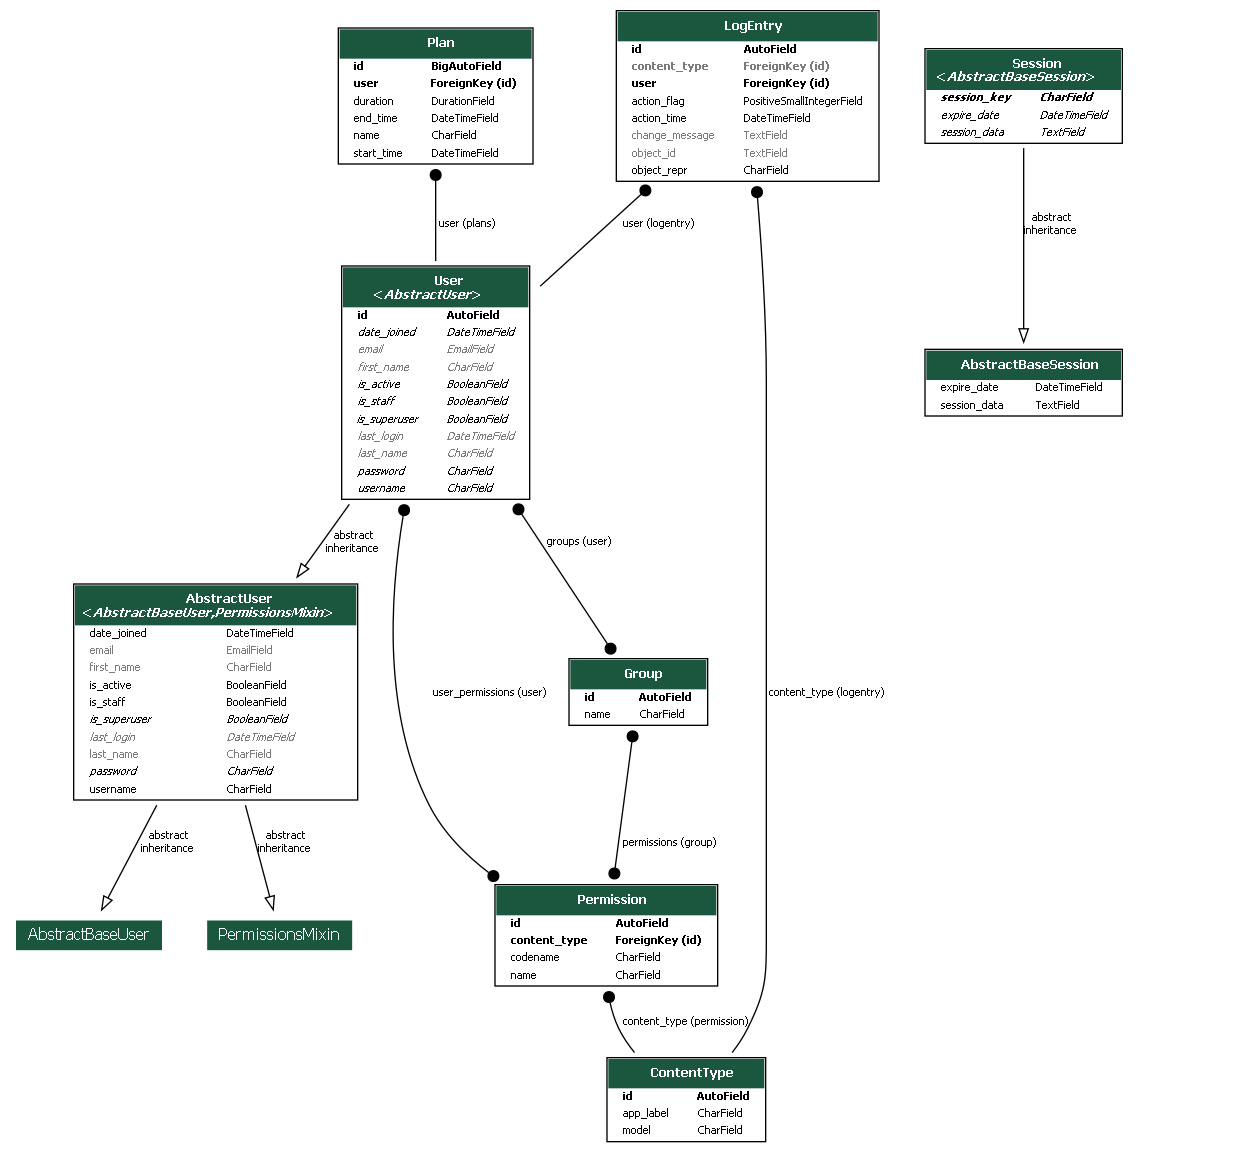 Plan
id BigAutoField
user ForeignKey (id)
duration DurationField
end_time DateTimeField
name CharField
start_time DateTimeField
LogEntry
id AutoField
content_type ForeignKey (id)
user ForeignKey (id)
action_flag PositiveSmallIntegerField
action_time DateTimeField
change_message TextField
object_id TextField
object_repr CharField
Session
<AbstractBaseSession>
session_key CharField
expire_date DateTimeField
session_data TextField
user (plans)
user (logentry)
abstract
inheritance
User
<AbstractUser>
id AutoField
date_joined DateTimeField
email EmailField
first_name CharField
is_active BooleanField
is_staff BooleanField
is_superuser BooleanField
last_login DateTimeField
last_name CharField
password CharField
username CharField
AbstractBaseSession
expire_date DateTimeField
session_data TextField
abstract
inheritance
groups (user)
AbstractUser
<AbstractBaseUser,PermissionsMixin>
date_joined DateTimeField
email EmailField
first_name CharField
is_active BooleanField
is_staff BooleanField
is_superuser BooleanField
last_login DateTimeField
last_name CharField
password CharField
username CharField
user_permissions (user)
Group
id AutoField
name CharField
content_type (logentry)
abstract
inheritance
abstract
inheritance
permissions (group)
AbstractBaseUser
PermissionsMixin
Permission
id AutoField
content_type ForeignKey (id)
codename CharField
name CharField
content_type (permission)
ContentType
id AutoField
app_label CharField
model CharField